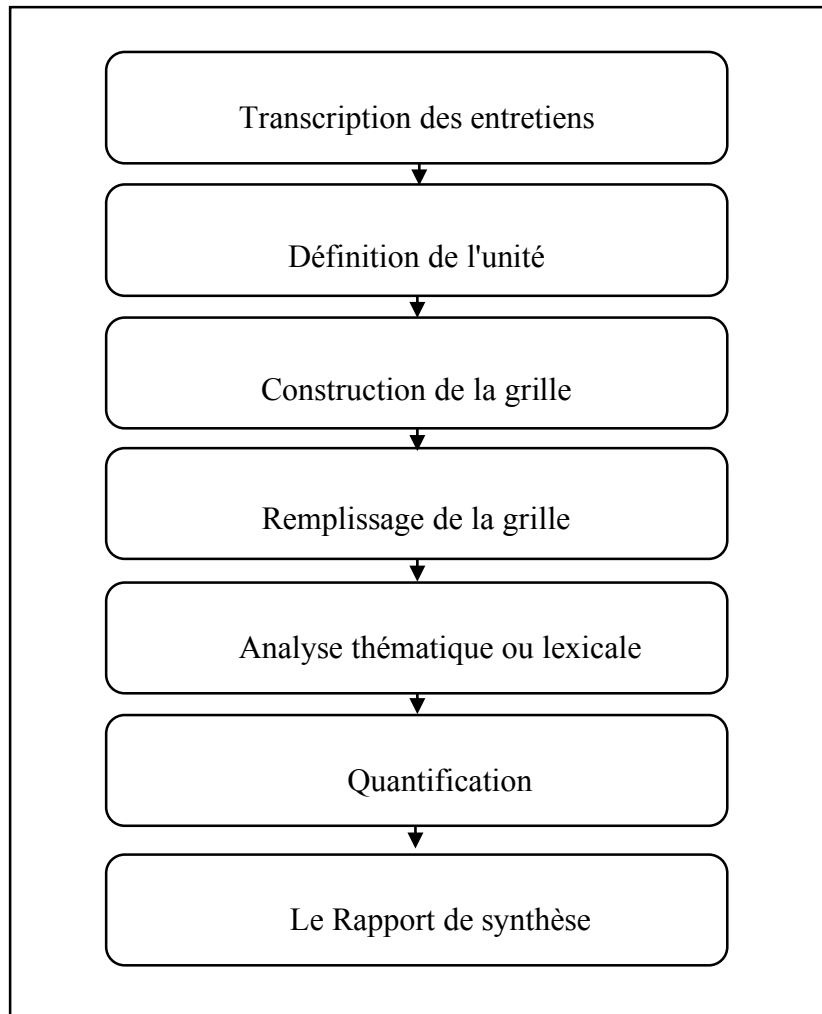 Transcription des entretiens
Définition de l'unité
Construction de la grille
Remplissage de la grille
Analyse thématique ou lexicale
Quantification
Le Rapport de synthèse